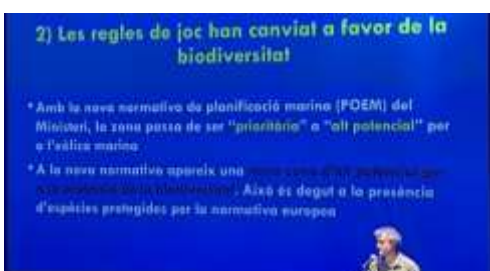 2) Les regles de joc han canviat a favor de la
biodiversitat
* Amb la nova normativa de planificació marina (POEM) del
Ministeri, la zona passa de ser "prioritària" a "alt potencial" per
a l'eòlica marina
* A la nova normativa apareix una
. Això és degut a la presència
d'espècies protegides per la normativa europea